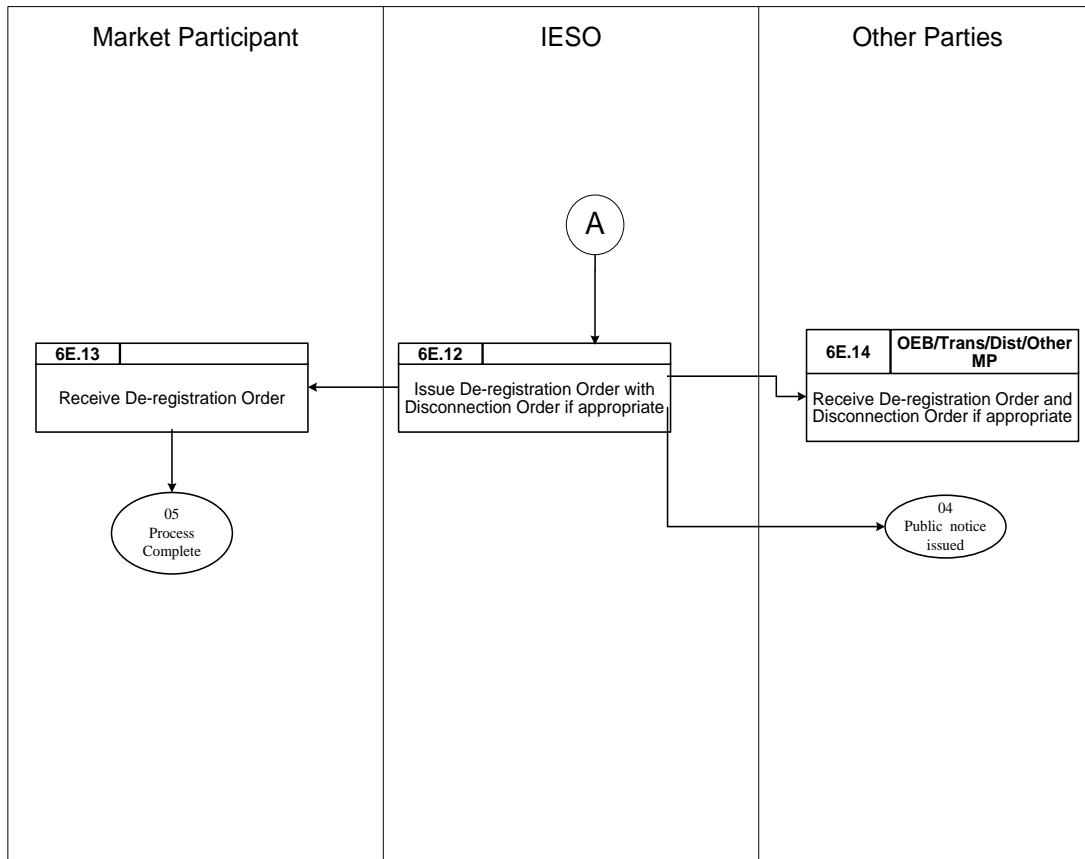 Market Participant
IESO
Other Parties
A
6E.13
Receive De-registration Order
6E.12
Issue De-registration Order with
Disconnection Order if appropriate
6E.14
OEB/Trans/Dist/Other
MP
Receive De-registration Order and
Disconnection Order if appropriate
05
Process
Complete
04
Public notice
issued